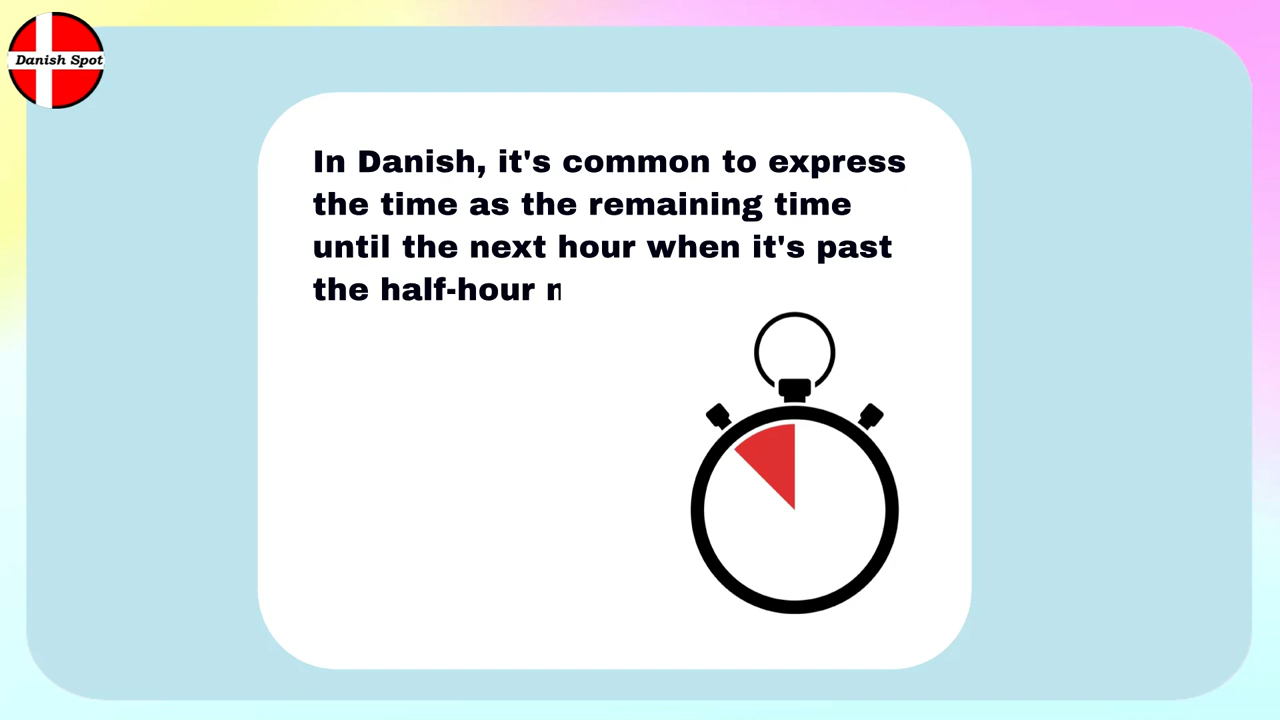 Danish Spot
In Danish, it's common to express
the time as the remaining time
until the next hour when it's past
the half-hour